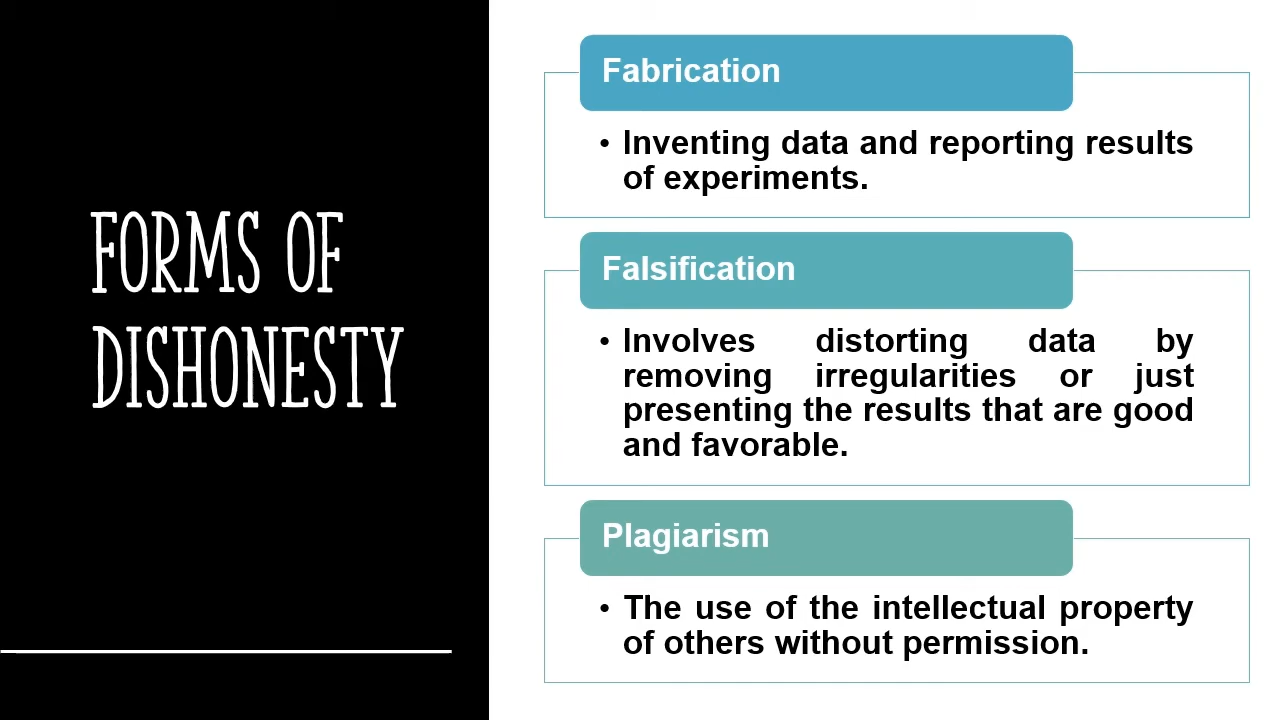 FORMS OF
DISHONESTY
Fabrication
• Inventing data and reporting results
of experiments.
Falsification
• Involves distorting data by
removing irregularities or just
presenting the results that are good
and favorable.
Plagiarism
• The use of the intellectual property
of others without permission.